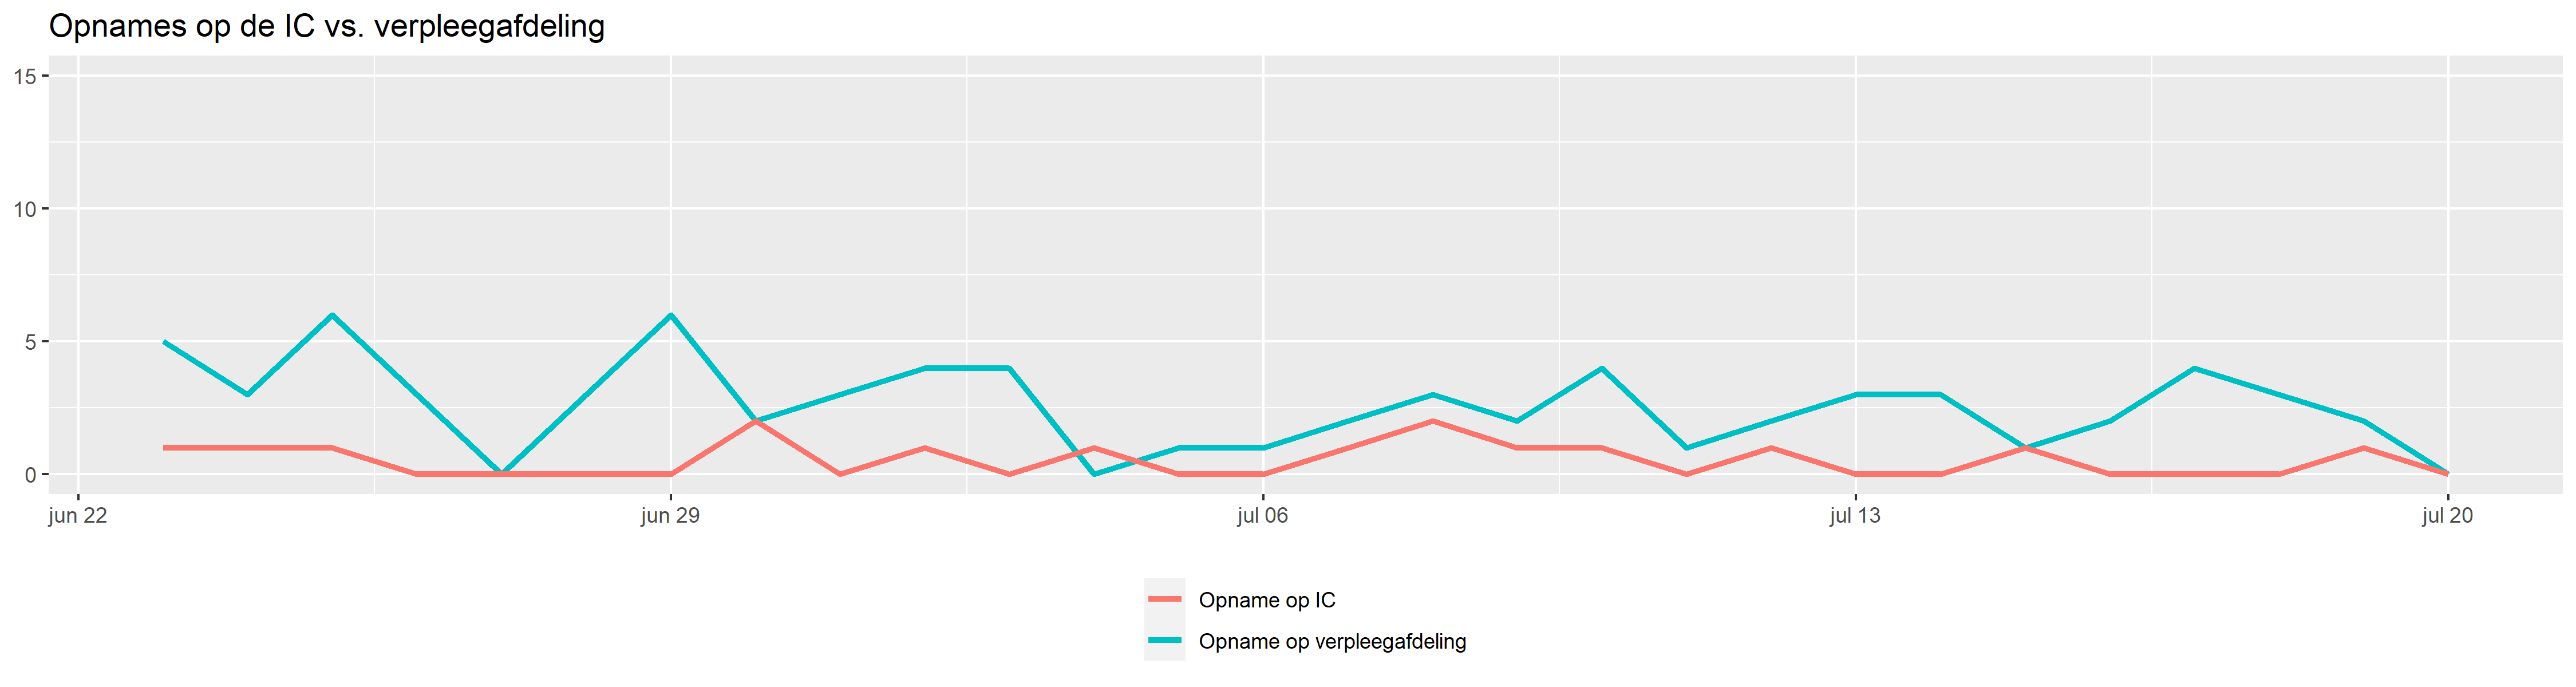 Opnames op de IC vs. verpleegafdeling
15
10
5
0
jun 22 jun 29 jul 06 jul 13 jul 20
Opname op IC
Opname op verpleegafdeling